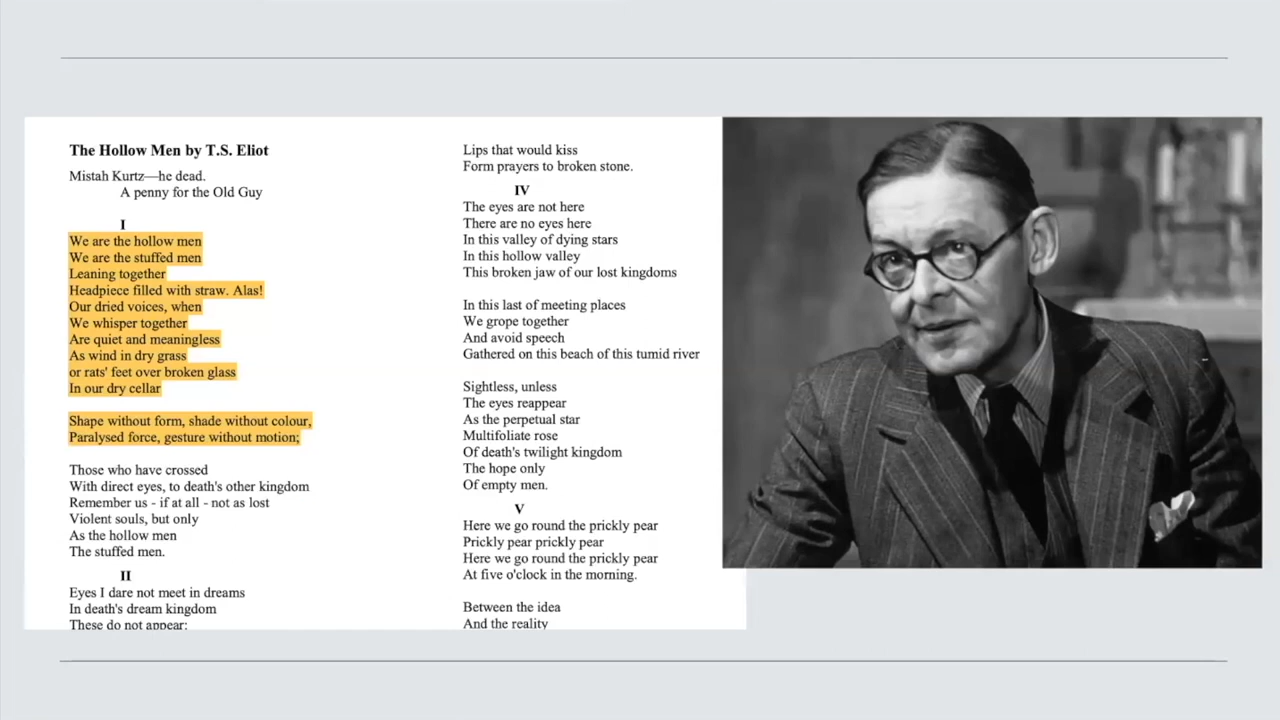 The Hollow Men by T.S. Eliot
Mistah Kurtz—he dead.
A penny for the Old Guy
I
We are the hollow men
We are the stuffed men
Leaning together
Headpiece filled with straw. Alas!
Our dried voices, when
We whisper together
Are quiet and meaningless
As wind in dry grass
or rats' feet over broken glass
In our dry cellar
Shape without form, shade without colour,
Paralysed force, gesture without motion;
Those who have crossed
With direct eyes, to death's other kingdom
Remember us - if at all - not as lost
Violent souls, but only
As the hollow men
The stuffed men.
II
Eyes I dare not meet in dreams
In death's dream kingdom
These do not appear:
Lips that would kiss
Form prayers to broken stone.
IV
The eyes are not here
There are no eyes here
In this valley of dying stars
In this hollow valley
This broken jaw of our lost kingdoms
In this last of meeting places
We grope together
And avoid speech
Gathered on this beach of this tumid river
Sightless, unless
The eyes reappear
As the perpetual star
Multifoliate rose
Of death's twilight kingdom
The hope only
Of empty men.
V
Here we go round the prickly pear
Prickly pear prickly pear
Here we go round the prickly pear
At five o'clock in the morning.
Between the idea
And the reality